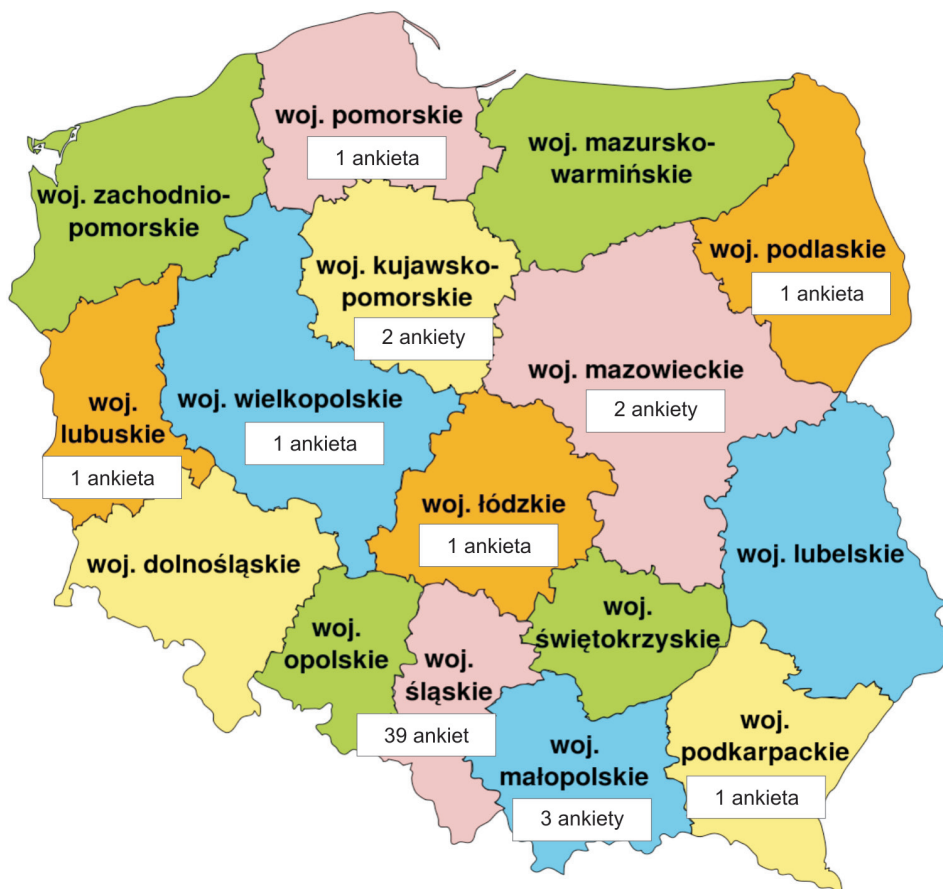 woj. pomorskie
1 ankieta
woj. mazursko-
warmińskie
woj. zachodnio-
pomorskie
woj. podlaskie
1 ankieta
woj. kujawsko-
pomorskie
2 ankiety
woj. mazowieckie
2 ankiety
woj.
lubuskie
1 ankieta
woj. wielkopolskie
1 ankieta
woj. łódzkie
1 ankieta
woj. dolnośląskie
woj. lubelskie
woj.
opolskie
woj.
śląskie
39 ankiet
woj.
świętokrzyskie
woj.
małopolskie
3 ankiety
woj.
podkarpackie
1 ankieta